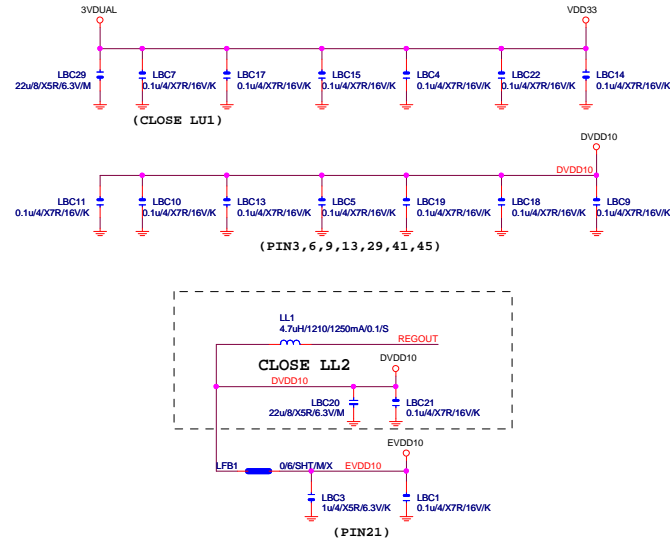 3VDUAL
VDD33
LBC29
22u/8/X5R/6.3V/M
LBC7
0.1u/4/X7R/16V/K
LBC17
0.1u/4/X7R/16V/K
LBC15
0.1u/4/X7R/16V/K
LBC4
0.1u/4/X7R/16V/K
LBC22
0.1u/4/X7R/16V/K
LBC14
0.1u/4/X7R/16V/K
(CLOSE LU1)
DVDD10
DVDD10
LBC11
0.1u/4/X7R/16V/K
LBC10
0.1u/4/X7R/16V/K
LBC13
0.1u/4/X7R/16V/K
LBC5
0.1u/4/X7R/16V/K
LBC19
0.1u/4/X7R/16V/K
LBC18
0.1u/4/X7R/16V/K
LBC9
0.1u/4/X7R/16V/K
(PIN3,6,9,13,29,41,45)
LL1
4.7uH/1210/1250mA/0.1/S
REGOUT
CLOSE LL2
DVDD10
DVDD10
LBC20
22u/8/X5R/6.3V/M
LBC21
0.1u/4/X7R/16V/K
EVDD10
LFB1
0/6/SHT/M/X
EVDD10
LBC3
1u/4/X5R/6.3V/K
LBC1
0.1u/4/X7R/16V/K
(PIN21)